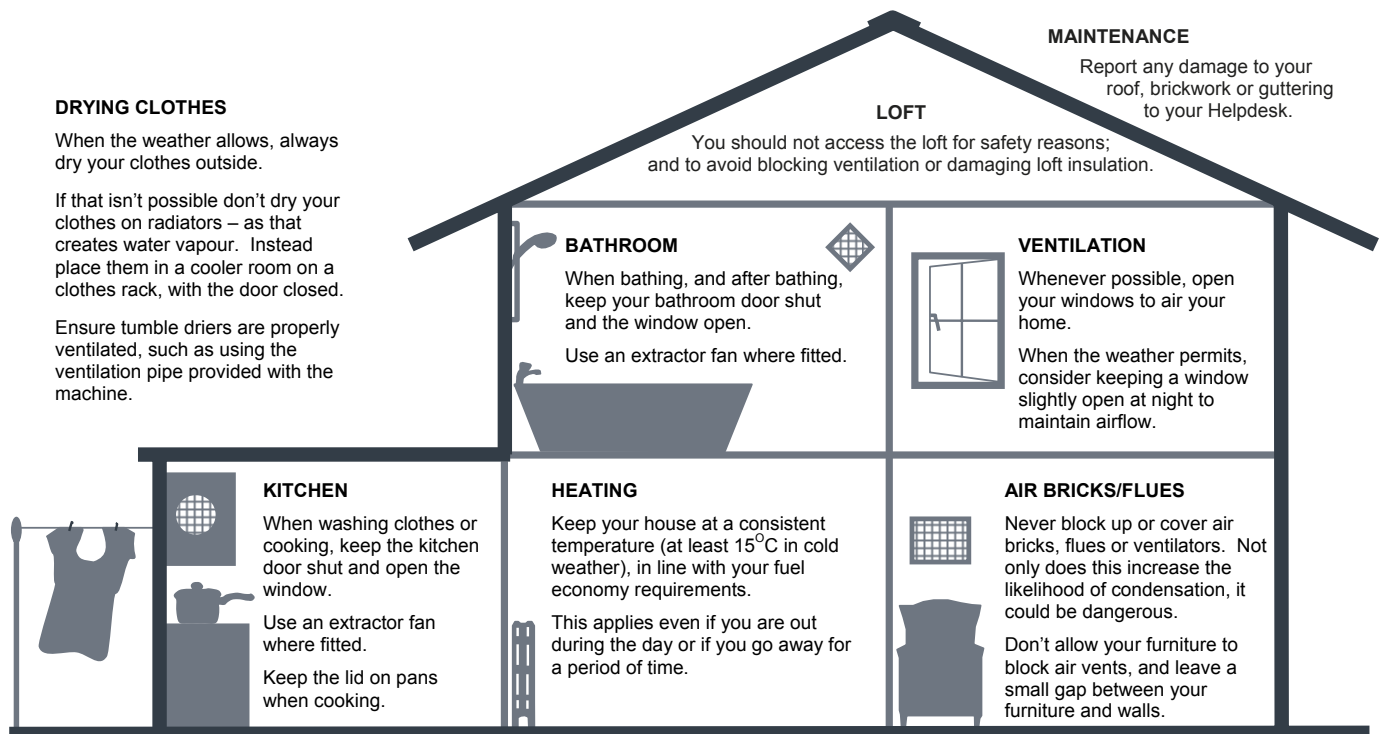 MAINTENANCE
Report any damage to your
roof, brickwork or guttering
to your Helpdesk.
DRYING CLOTHES
When the weather allows, always
dry your clothes outside.
If that isn’t possible don’t dry your
clothes on radiators – as that
creates water vapour.  Instead
place them in a cooler room on a
clothes rack, with the door closed.
Ensure tumble driers are properly
ventilated, such as using the
ventilation pipe provided with the
machine.
LOFT
You should not access the loft for safety reasons;
and to avoid blocking ventilation or damaging loft insulation.
BATHROOM
When bathing, and after bathing,
keep your bathroom door shut
and the window open.
Use an extractor fan where fitted.
VENTILATION
Whenever possible, open
your windows to air your
home.
When the weather permits,
consider keeping a window
slightly open at night to
maintain airflow.
KITCHEN
When washing clothes or
cooking, keep the kitchen
door shut and open the
window.
Use an extractor fan
where fitted.
Keep the lid on pans
when cooking.
HEATING
Keep your house at a consistent
temperature (at least 15°C in cold
weather), in line with your fuel
economy requirements.
This applies even if you are out
during the day or if you go away for
a period of time.
AIR BRICKS/FLUES
Never block up or cover air
bricks, flues or ventilators.  Not
only does this increase the
likelihood of condensation, it
could be dangerous.
Don’t allow your furniture to
block air vents, and leave a
small gap between your
furniture and walls.